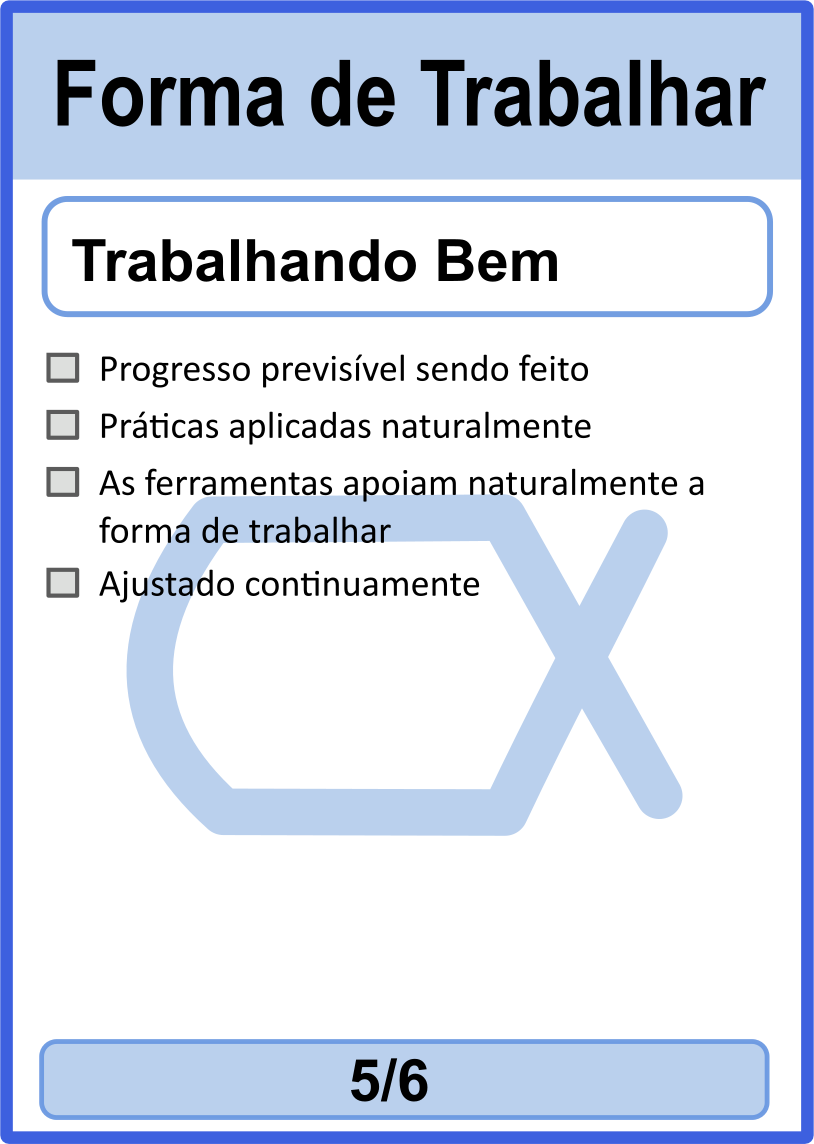 Forma de Trabalhar
Trabalhando Bem
Progresso previsível sendo feito
Práticas aplicadas naturalmente
As ferramentas apoiam naturalmente a
forma de trabalhar
Ajustado continuamente
5/6